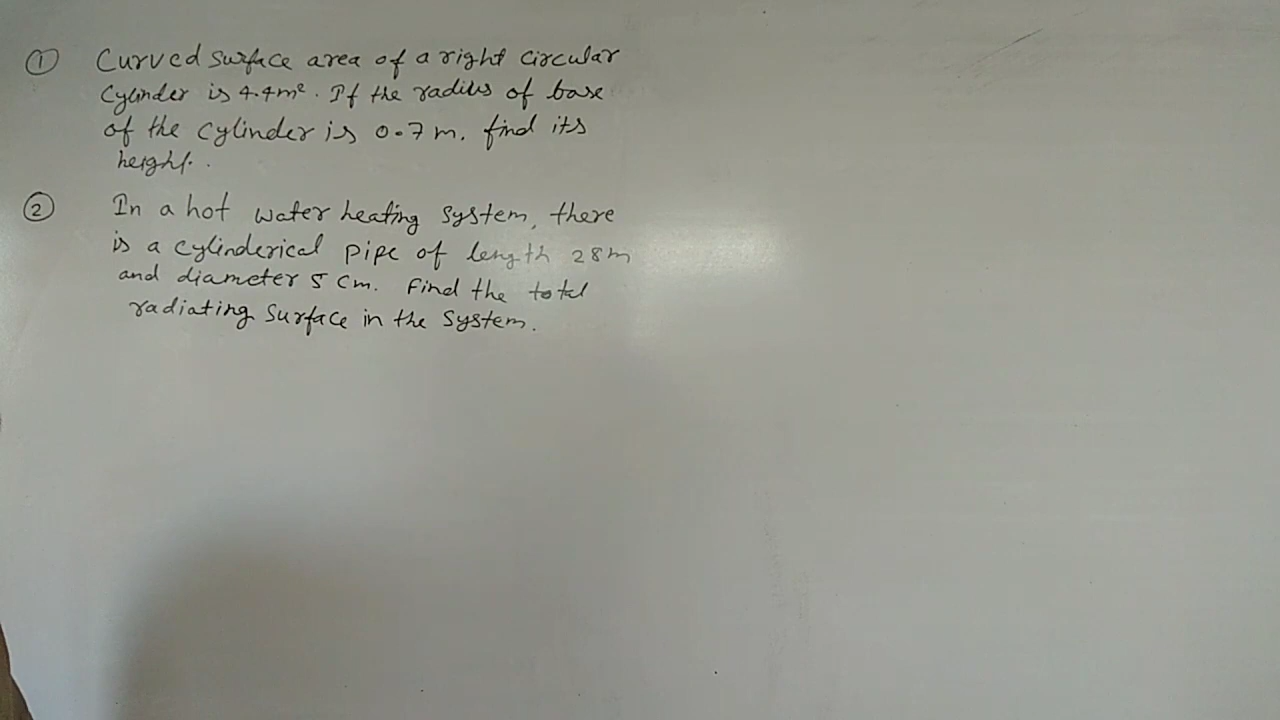 ① Curved surface area of a right circular
Cylinder is 4.4m². If the radius of base
of the cylinder is 0.7 m. find its
height.
② In a hot water heating system, there
is a cylinderical pipe of length 28m
and diameter 5 cm. Find the total
radiating surface in the system.